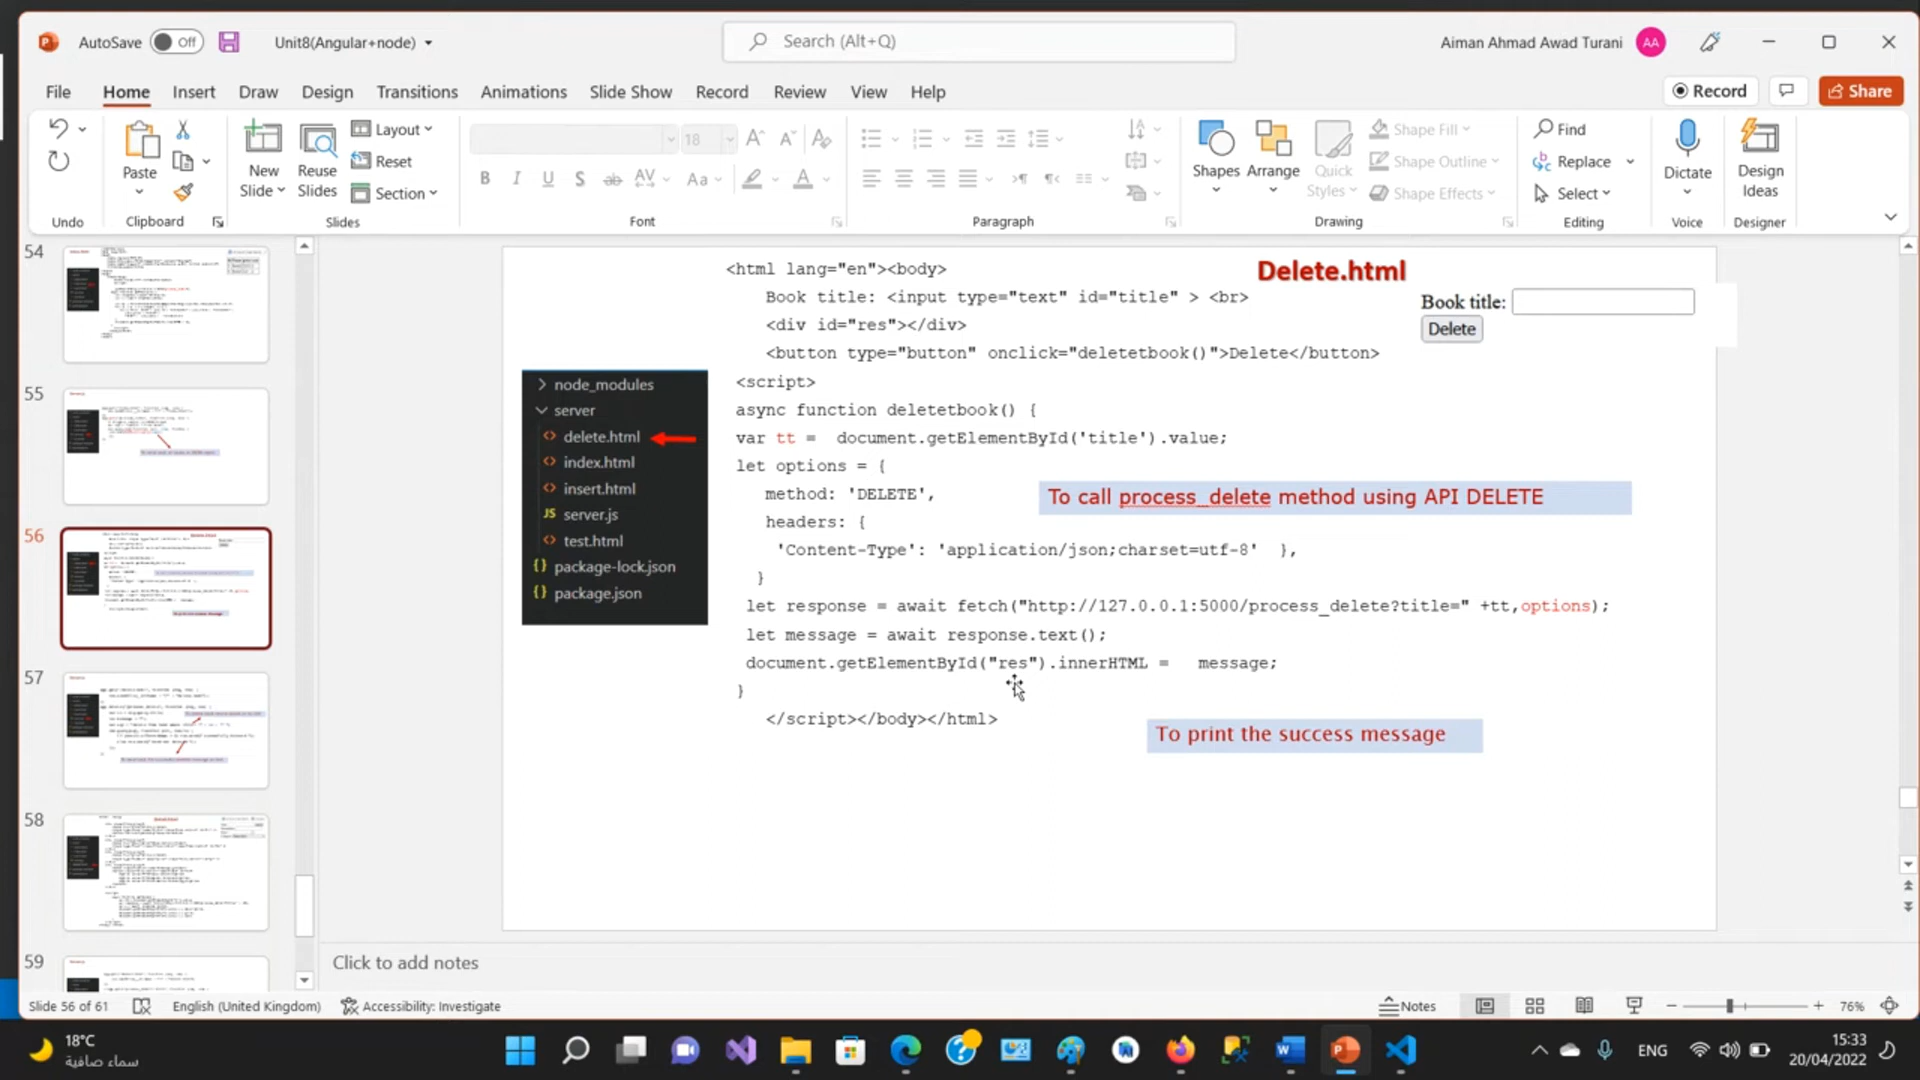 AutoSave Off Unit8(Angular+node) Search (Alt+Q) Aiman Ahmad Awad Turani AA
File Home Insert Draw Design Transitions Animations Slide Show Record Review View Help Record Share
Undo
Paste
Clipboard
New Slide
Reuse Slides
Layout
Reset
Section
Slides
18
Font
Paragraph
Shapes
Arrange
Quick Styles
Shape Fill
Shape Outline
Shape Effects
Drawing
Find
Replace
Select
Editing
Dictate
Voice
Design Ideas
Designer
54
55
56
57
58
59
Delete.html
<html lang="en"><body>
Book title: <input type="text" id="title" > <br>
<div id="res"></div>
<button type="button" onclick="deletetbook()">Delete</button>
<script>
async function deletetbook() {
var tt = document.getElementById('title').value;
let options = {
method: 'DELETE',
headers: {
'Content-Type': 'application/json;charset=utf-8' },
}
let response = await fetch("http://127.0.0.1:5000/process_delete?title=" +tt,options);
let message = await response.text();
document.getElementById("res").innerHTML = message;
}
</script></body></html>
Book title:
Delete
To call process_delete method using API DELETE
To print the success message
node_modules
server
delete.html
index.html
insert.html
JS server.js
test.html
{} package-lock.json
{} package.json
Click to add notes
Slide 56 of 61 English (United Kingdom) Accessibility: Investigate Notes 76%
18°C
سماء صافية
ENG
15:33
20/04/2022